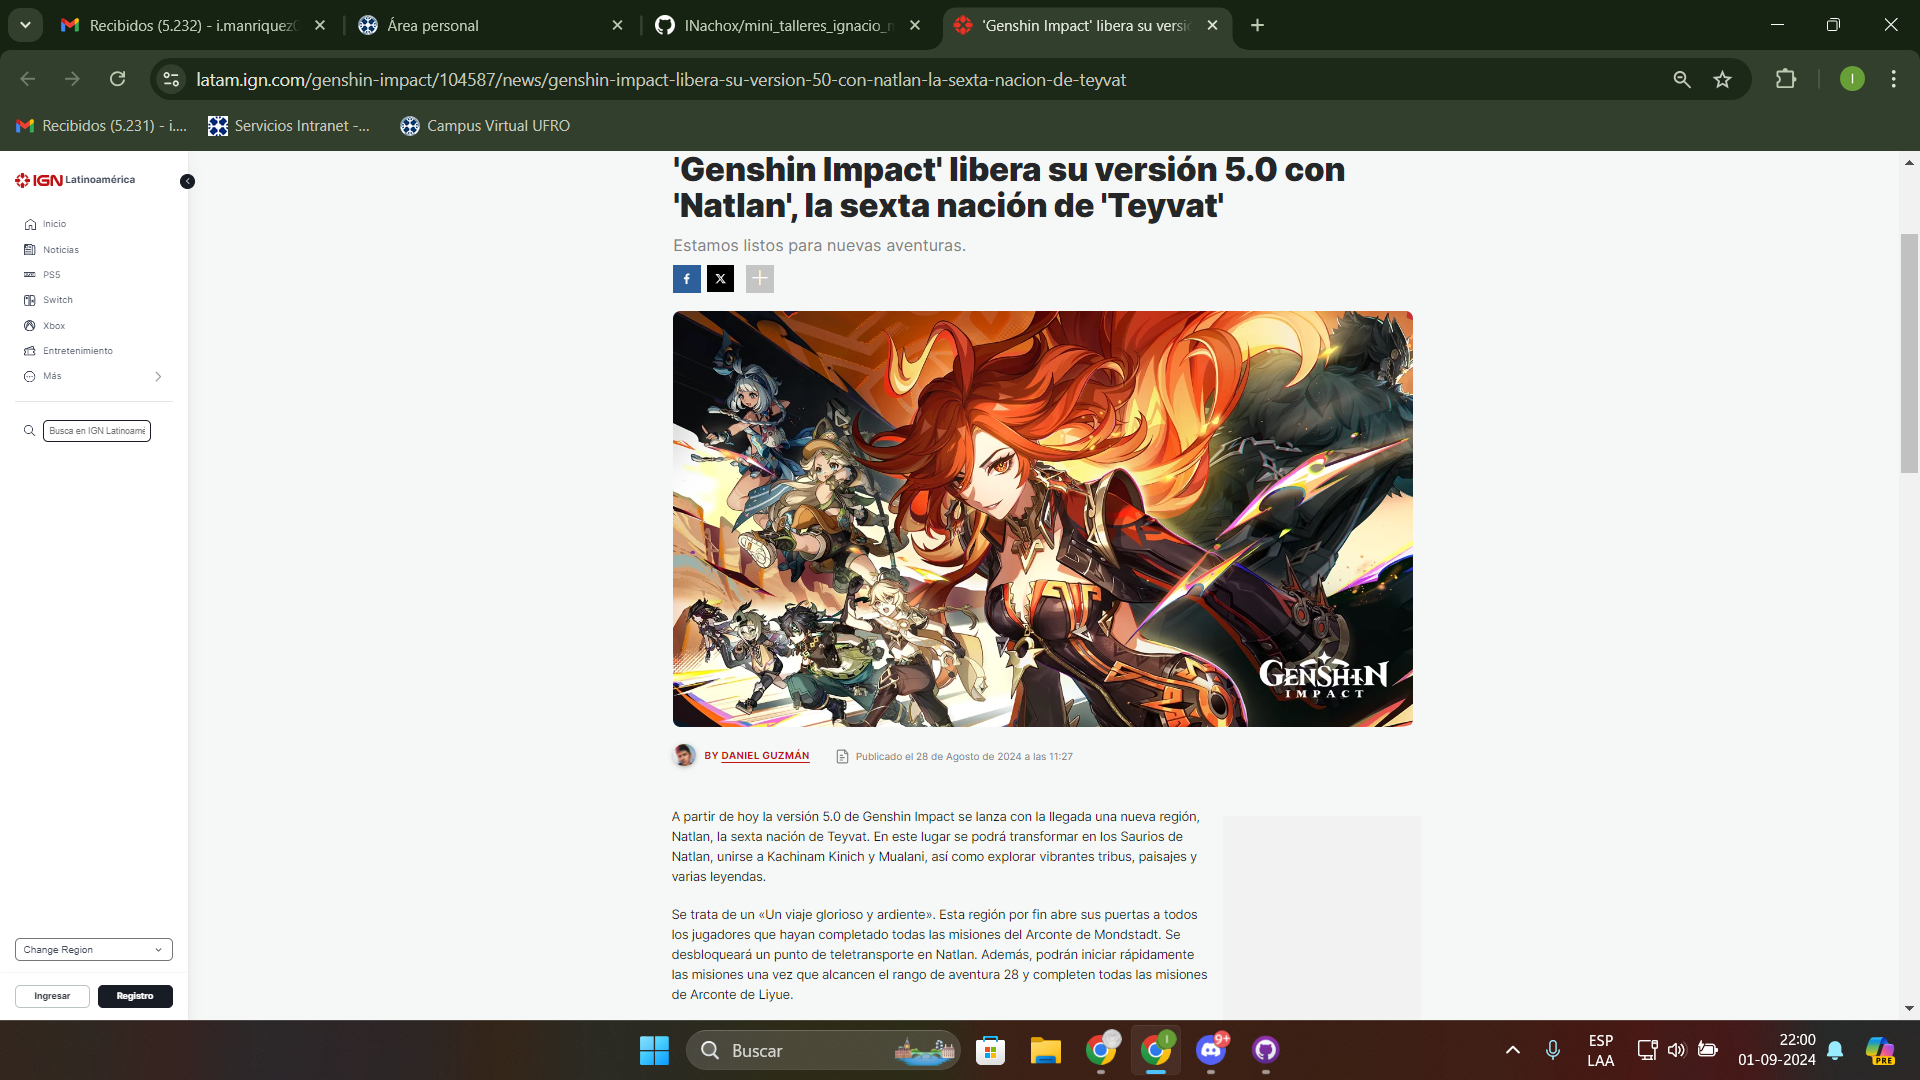 Recibidos (5.232) - i.manriquez0
Área personal
INachox/mini_talleres_ignacio_m
'Genshin Impact' libera su versió
latam.ign.com/genshin-impact/104587/news/genshin-impact-libera-su-version-50-con-natlan-la-sexta-nacion-de-teyvat
I
Recibidos (5.231) - i....
Servicios Intranet -...
Campus Virtual UFRO
IGN Latinoamérica
Inicio
Noticias
PS5
Switch
Xbox
Entretenimiento
Más
Busca en IGN Latinoamé
Change Region
Ingresar
Registro
'Genshin Impact' libera su versión 5.0 con
'Natlan', la sexta nación de 'Teyvat'
Estamos listos para nuevas aventuras.
GENSHIN
IMPACT
BY DANIEL GUZMÁN
Publicado el 28 de Agosto de 2024 a las 11:27
A partir de hoy la versión 5.0 de Genshin Impact se lanza con la llegada una nueva región,
Natlan, la sexta nación de Teyvat. En este lugar se podrá transformar en los Saurios de
Natlan, unirse a Kachinam Kinich y Mualani, así como explorar vibrantes tribus, paisajes y
varias leyendas.
Se trata de un «Un viaje glorioso y ardiente». Esta región por fin abre sus puertas a todos
los jugadores que hayan completado todas las misiones del Arconte de Mondstadt. Se
desbloqueará un punto de teletransporte en Natlan. Además, podrán iniciar rápidamente
las misiones una vez que alcancen el rango de aventura 28 y completen todas las misiones
de Arconte de Liyue.
Buscar
I
9+
ESP
LAA
22:00
01-09-2024
PRE